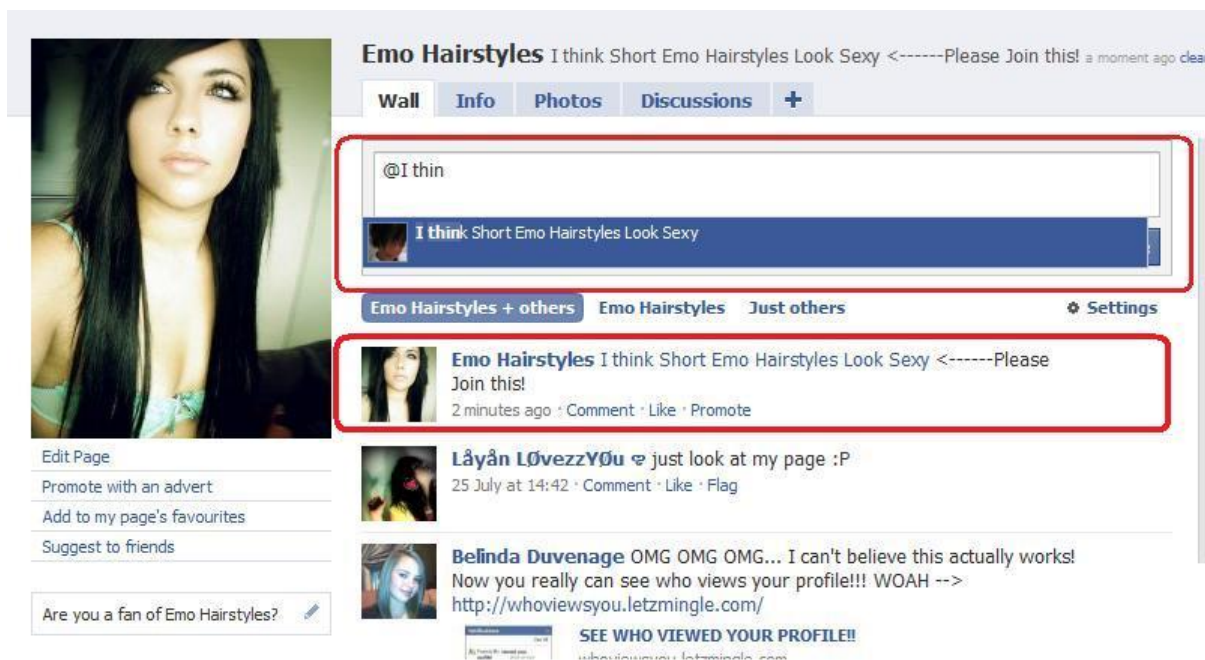 Emo Hairstyles I think Short Emo Hairstyles Look Sexy <------Please Join this! a moment ago clea
Wall Info Photos Discussions +
@I thin
I think Short Emo Hairstyles Look Sexy
Emo Hairstyles + others Emo Hairstyles Just others Settings
Emo Hairstyles I think Short Emo Hairstyles Look Sexy <------Please
Join this!
2 minutes ago · Comment · Like · Promote
Edit Page
Promote with an advert
Add to my page's favourites
Suggest to friends
Are you a fan of Emo Hairstyles?
Låyån LØvezzYØu just look at my page :P
25 July at 14:42 · Comment · Like · Flag
Belinda Duvenage OMG OMG OMG... I can't believe this actually works!
Now you really can see who views your profile!!! WOAH -->
http://whoviewsyou.letzmingle.com/
SEE WHO VIEWED YOUR PROFILE!!
whoviewsyou.letzmingle.com